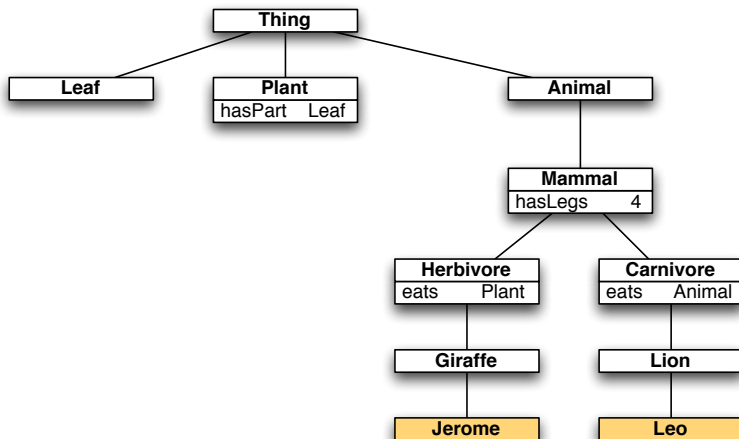 Thing
Leaf
Plant
hasPart Leaf
Animal
Mammal
hasLegs 4
Herbivore
eats Plant
Carnivore
eats Animal
Giraffe
Lion
Jerome
Leo